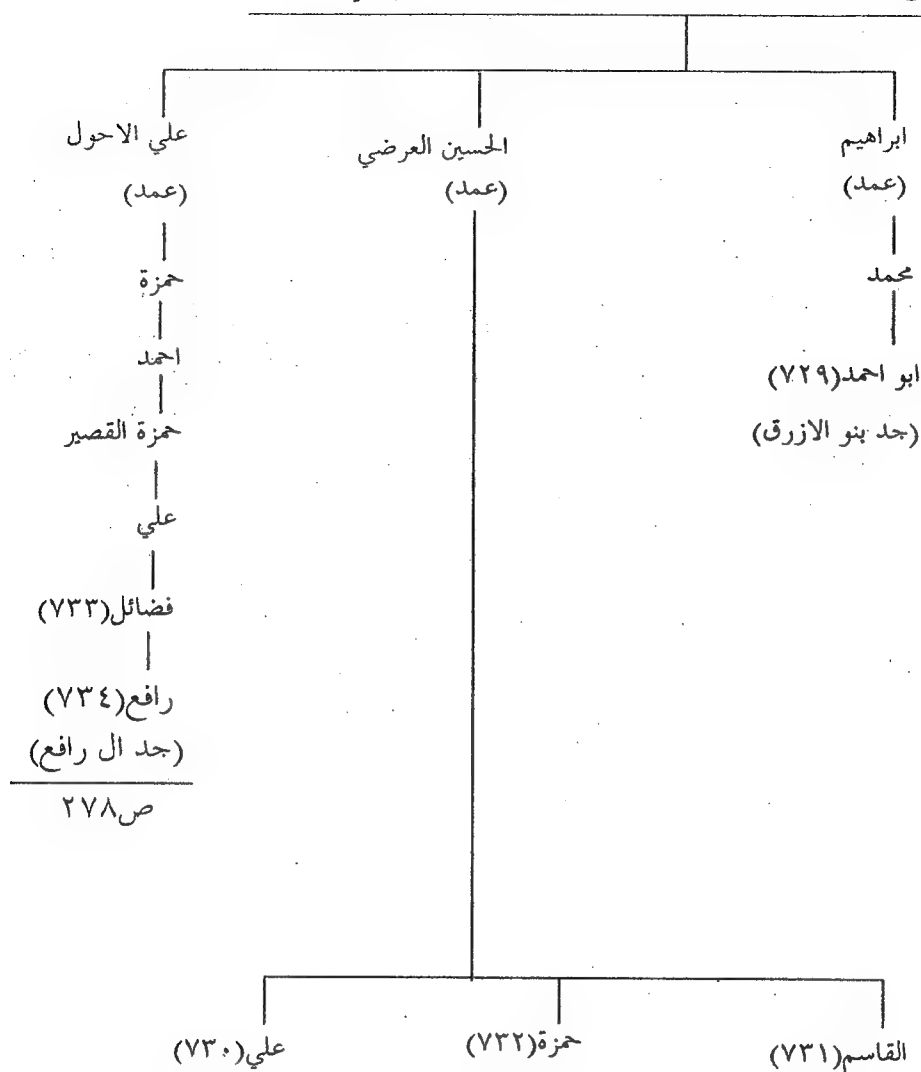 ابراهيم
(عمد)
محمد
ابو احمد(٧٢٩)
(جد بنو الازرق)
الحسين العرضي
(عمد)
علي الاحول
(عمد)
حمزة
احمد
حمزة القصير
علي
فضائل(٧٣٣)
رافع(٧٣٤)
(جد ال رافع)
ص٢٧٨
القاسم(٧٣١)
حمزة(٧٣٢)
علي(٧٣٠)